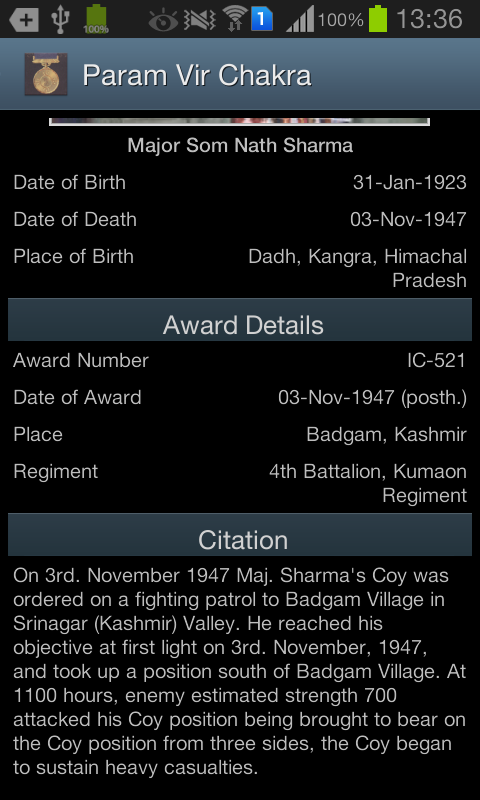 100%
1
100%
13:36
Param Vir Chakra
Major Som Nath Sharma
Date of Birth 31-Jan-1923
Date of Death 03-Nov-1947
Place of Birth Dadh, Kangra, Himachal
Pradesh
Award Details
Award Number IC-521
Date of Award 03-Nov-1947 (posth.)
Place Badgam, Kashmir
Regiment 4th Battalion, Kumaon
Regiment
Citation
On 3rd. November 1947 Maj. Sharma's Coy was
ordered on a fighting patrol to Badgam Village in
Srinagar (Kashmir) Valley. He reached his
objective at first light on 3rd. November, 1947,
and took up a position south of Badgam Village. At
1100 hours, enemy estimated strength 700
attacked his Coy position being brought to bear on
the Coy position from three sides, the Coy began
to sustain heavy casualties.